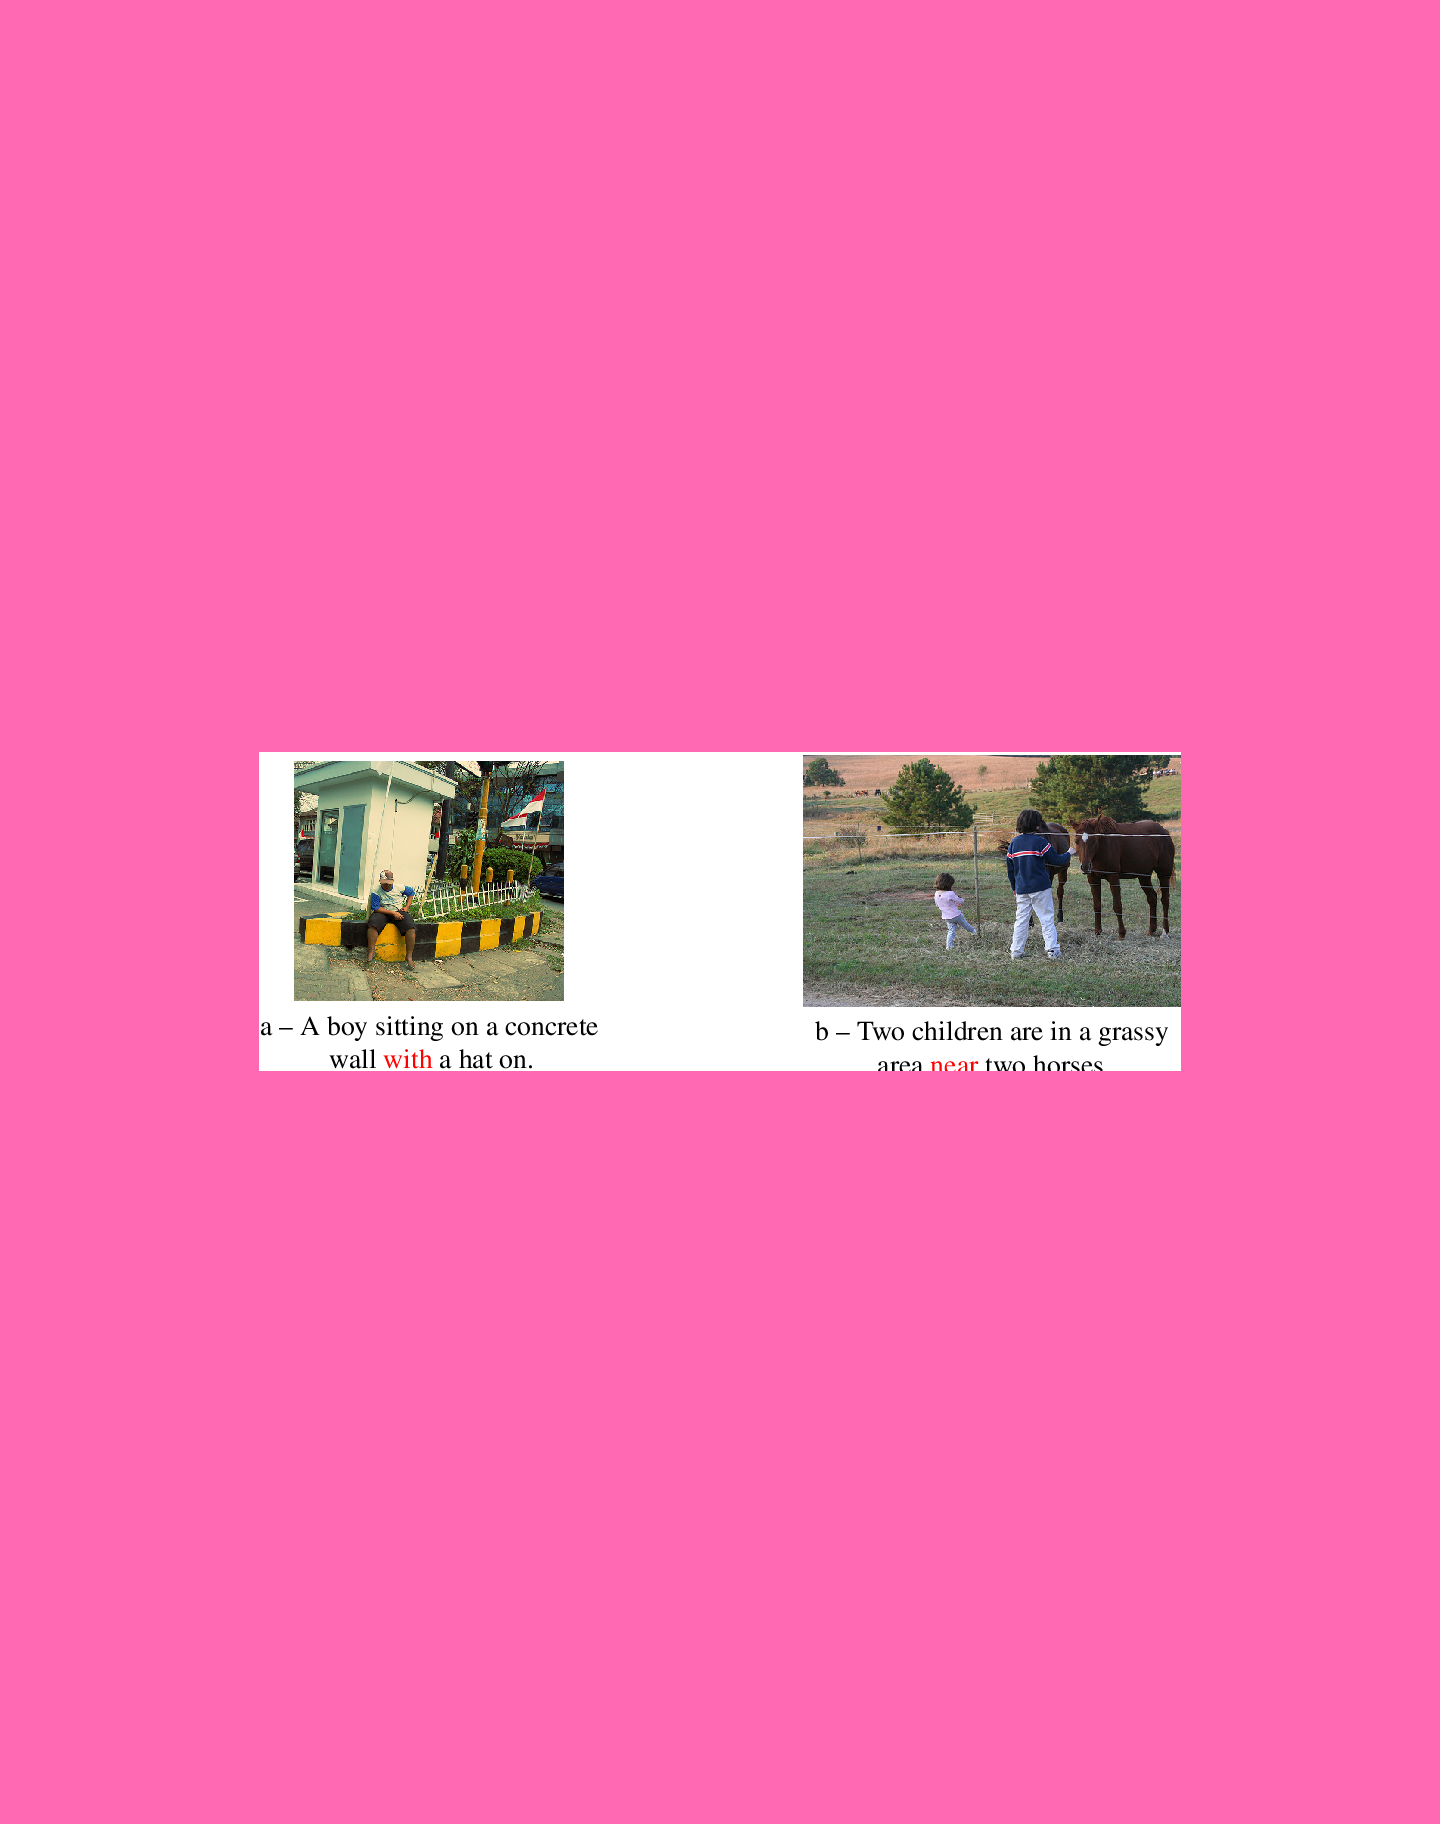 a – A boy sitting on a concrete
wall with a hat on.
b – Two children are in a grassy
area near two horses